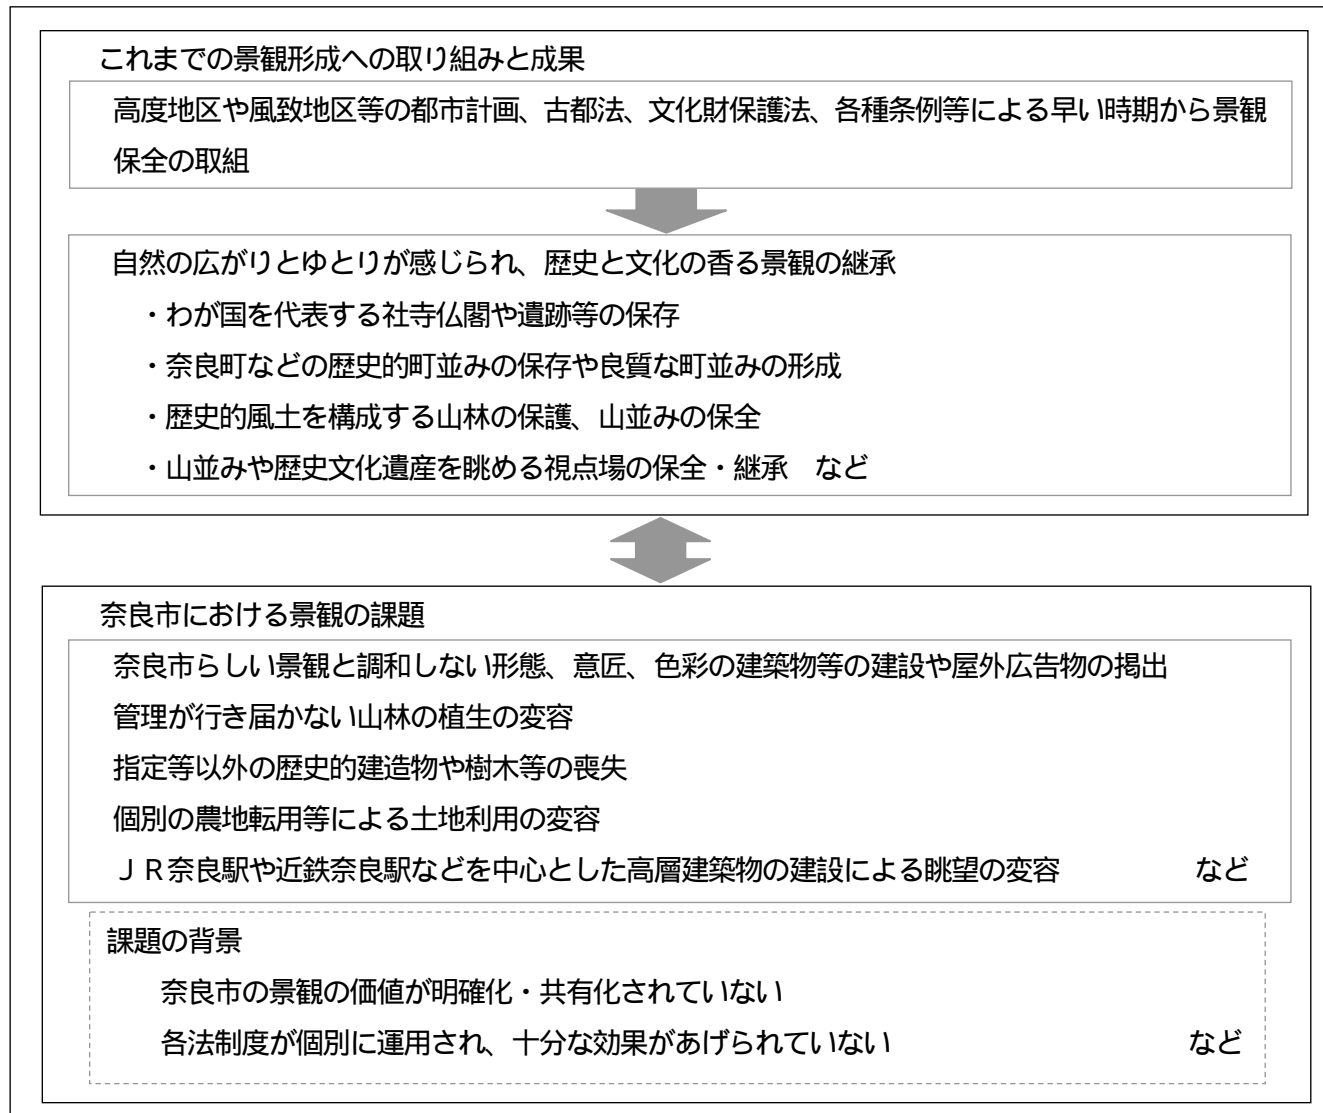 これまでの景観形成への取り組みと成果
高度地区や風致地区等の都市計画、古都法、文化財保護法、各種条例等による早い時期から景観
保全の取組
自然の広がりとゆとりが感じられ、歴史と文化の香る景観の継承
・わが国を代表する社寺仏閣や遺跡等の保存
・奈良町などの歴史的町並みの保存や良質な町並みの形成
・歴史的風土を構成する山林の保護、山並みの保全
・山並みや歴史文化遺産を眺める視点場の保全・継承　など
奈良市における景観の課題
奈良市らしい景観と調和しない形態、意匠、色彩の建築物等の建設や屋外広告物の掲出
管理が行き届かない山林の植生の変容
指定等以外の歴史的建造物や樹木等の喪失
個別の農地転用等による土地利用の変容
ＪＲ奈良駅や近鉄奈良駅などを中心とした高層建築物の建設による眺望の変容　　　　　など
課題の背景
奈良市の景観の価値が明確化・共有化されていない
各法制度が個別に運用され、十分な効果があげられていない　　　　　　　　　　　など